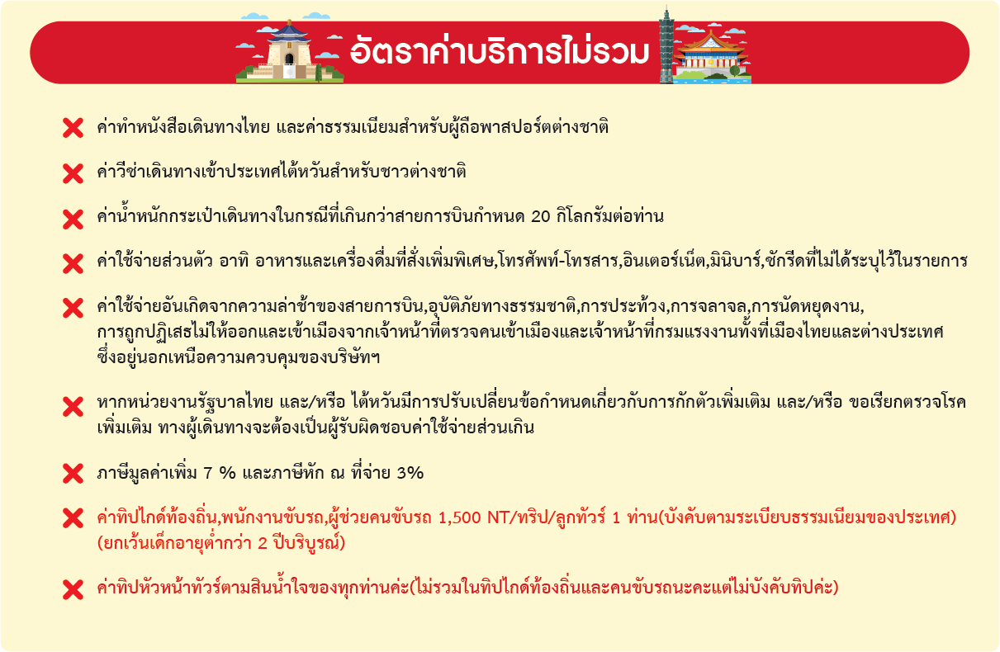 อัตราค่าบริการไม่รวม
ค่าทำหนังสือเดินทางไทย และค่าธรรมเนียมสำหรับผู้ถือพาสปอร์ตต่างชาติ
ค่าวีซ่าเดินทางเข้าประเทศไต้หวันสำหรับชาวต่างชาติ
ค่าน้ำหนักกระเป๋าเดินทางในกรณีที่เกินกว่าสายการบินกำหนด 20 กิโลกรัมต่อท่าน
ค่าใช้จ่ายส่วนตัว อาทิ อาหารและเครื่องดื่มที่สั่งเพิ่มพิเศษ,โทรศัพท์-โทรสาร,อินเตอร์เน็ต,มินิบาร์,ซักรีดที่ไม่ได้ระบุไว้ในรายการ
ค่าใช้จ่ายอันเกิดจากความล่าช้าของสายการบิน,อุบัติภัยทางธรรมชาติ,การประท้วง,การจลาจล,การนัดหยุดงาน,
การถูกปฏิเสธไม่ให้ออกและเข้าเมืองจากเจ้าหน้าที่ตรวจคนเข้าเมืองและเจ้าหน้าที่กรมแรงงานทั้งที่เมืองไทยและต่างประเทศ
ซึ่งอยู่นอกเหนือความควบคุมของบริษัทฯ
หากหน่วยงานรัฐบาลไทย และ/หรือ ไต้หวันมีการปรับเปลี่ยนข้อกำหนดเกี่ยวกับการกักตัวเพิ่มเติม และ/หรือ ขอเรียกตรวจโรค
เพิ่มเติม ทางผู้เดินทางจะต้องเป็นผู้รับผิดชอบค่าใช้จ่ายส่วนเกิน
ภาษีมูลค่าเพิ่ม 7 % และภาษีหัก ณ ที่จ่าย 3%
ค่าทิปไกด์ท้องถิ่น,พนักงานขับรถ,ผู้ช่วยคนขับรถ 1,500 NT/ทริป/ลูกทัวร์ 1 ท่าน(บังคับตามระเบียบธรรมเนียมของประเทศ)
(ยกเว้นเด็กอายุต่ำกว่า 2 ปีบริบูรณ์)
ค่าทิปหัวหน้าทัวร์ตามสินน้ำใจของทุกท่านค่ะ(ไม่รวมในทิปไกด์ท้องถิ่นและคนขับรถนะคะแต่ไม่บังคับทิปค่ะ)